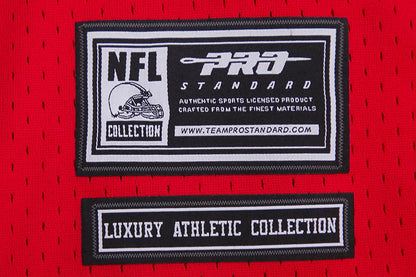 NFL
COLLECTION
PRO
STANDARD
AUTHENTIC SPORTS LICENSED PRODUCT
CRAFTED FROM THE FINEST MATERIALS
WWW.TEAMPROSTANDARD.COM
LUXURY ATHLETIC COLLECTION